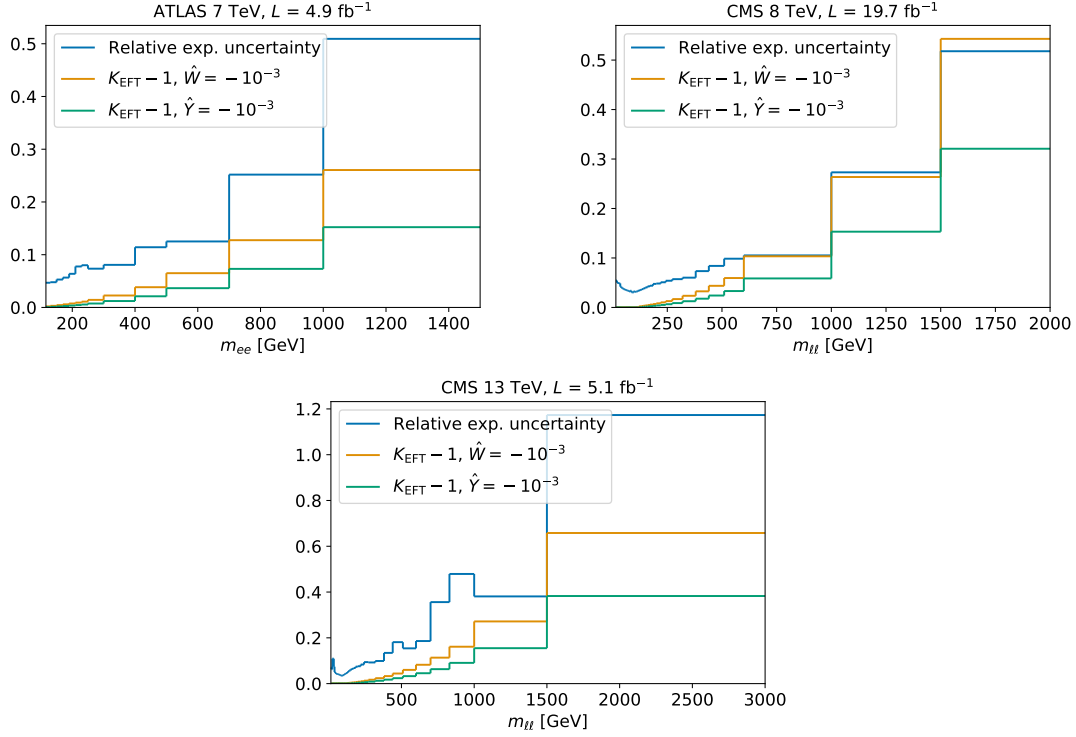 ATLAS 7 TeV, L = 4.9 fb⁻¹
0.5
0.4
0.3
0.2
0.1
0.0
Relative exp. uncertainty
K_EFT − 1, Ŵ = −10⁻³
K_EFT − 1, Ŷ = −10⁻³
200 400 600 800 1000 1200 1400
m_ee [GeV]
CMS 8 TeV, L = 19.7 fb⁻¹
0.5
0.4
0.3
0.2
0.1
0.0
Relative exp. uncertainty
K_EFT − 1, Ŵ = −10⁻³
K_EFT − 1, Ŷ = −10⁻³
250 500 750 1000 1250 1500 1750 2000
m_ℓℓ [GeV]
CMS 13 TeV, L = 5.1 fb⁻¹
1.2
1.0
0.8
0.6
0.4
0.2
0.0
Relative exp. uncertainty
K_EFT − 1, Ŵ = −10⁻³
K_EFT − 1, Ŷ = −10⁻³
500 1000 1500 2000 2500 3000
m_ℓℓ [GeV]